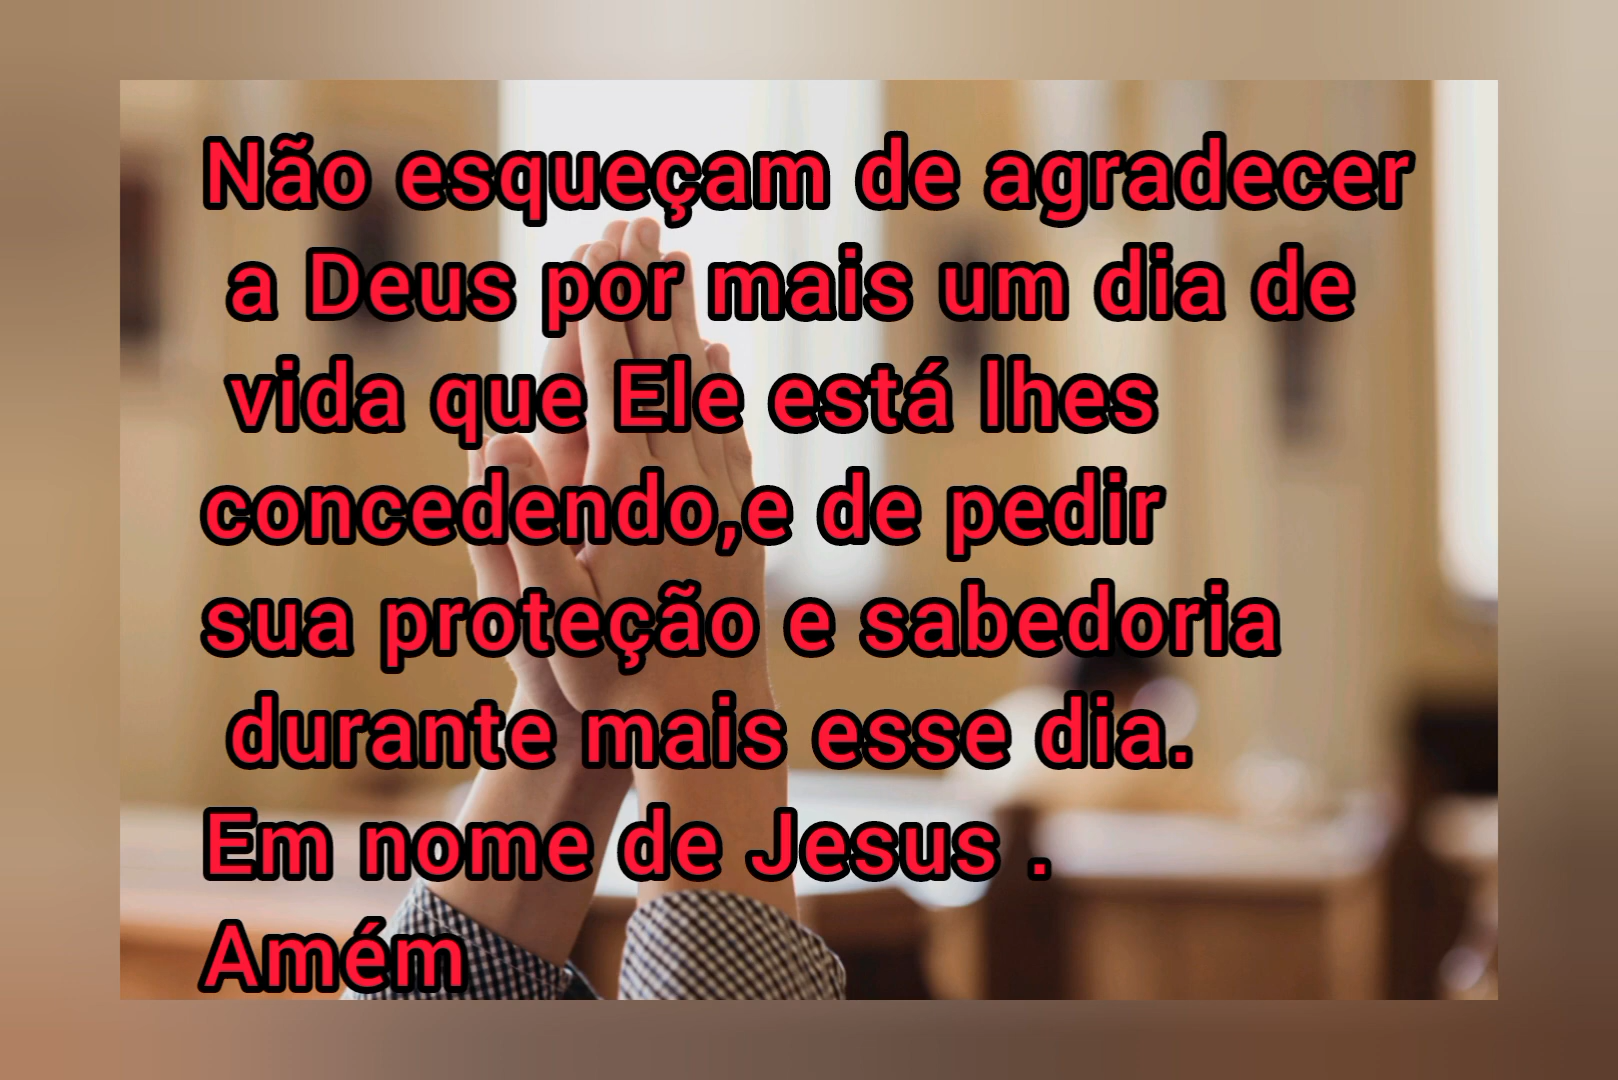 Não esqueçam de agradecer
a Deus por mais um dia de
vida que Ele está lhes
concedendo,e de pedir
sua proteção e sabedoria
durante mais esse dia.
Em nome de Jesus .
Amém